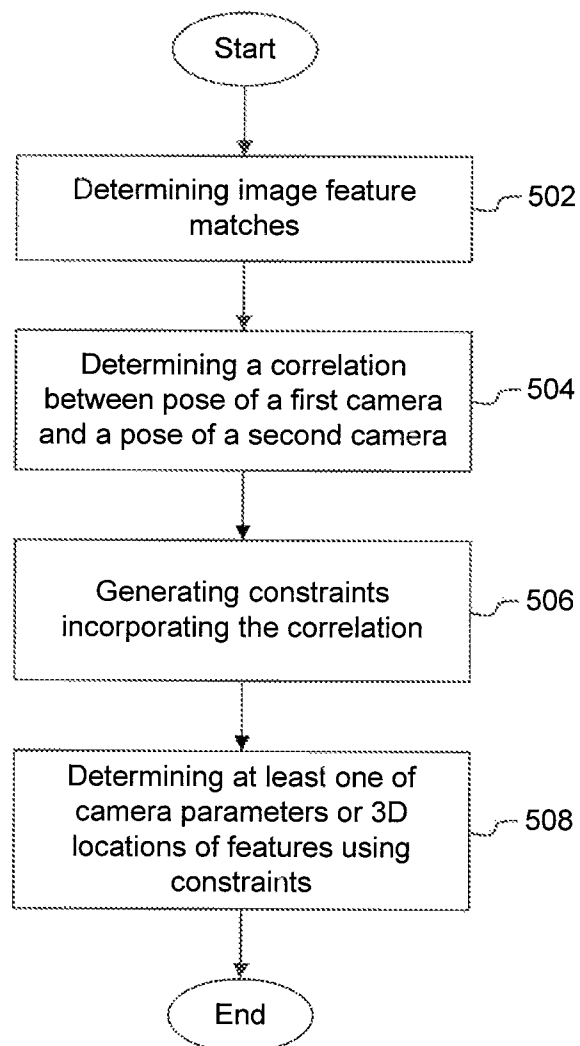 Start
Determining image feature
matches
502
Determining a correlation
between pose of a first camera
and a pose of a second camera
504
Generating constraints
incorporating the correlation
506
Determining at least one of
camera parameters or 3D
locations of features using
constraints
508
End